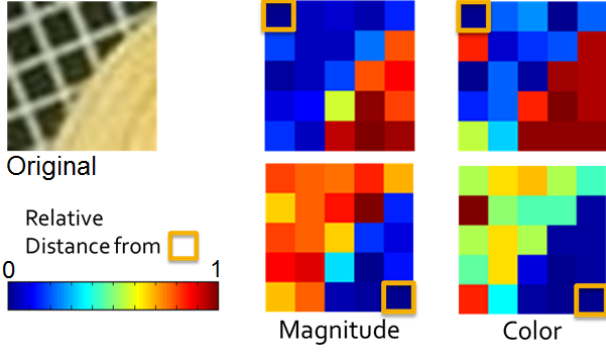 Original
Relative
Distance from
0 1
Magnitude
Color